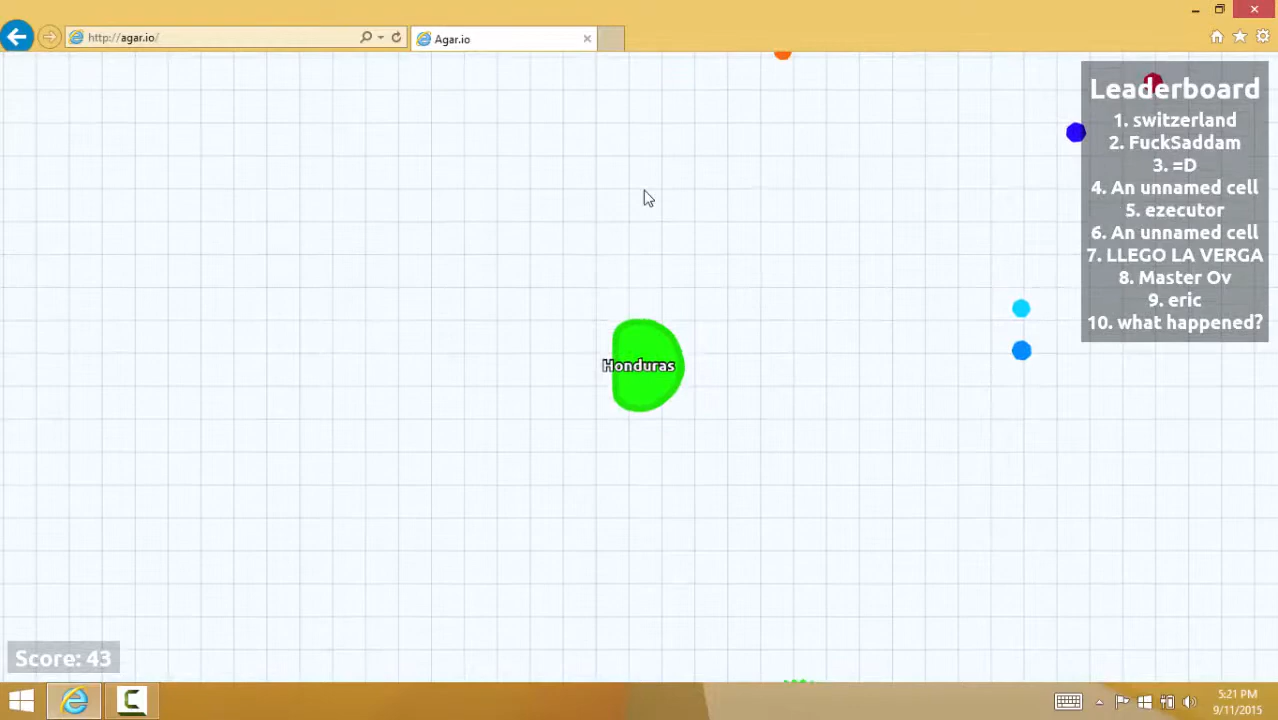 http://agar.io/
Agar.io
Leaderboard
1. switzerland
2. FuckSaddam
3. =D
4. An unnamed cell
5. ezecutor
6. An unnamed cell
7. LLEGO LA VERGA
8. Master Ov
9. eric
10. what happened?
Honduras
Score: 43
5:21 PM
9/11/2015